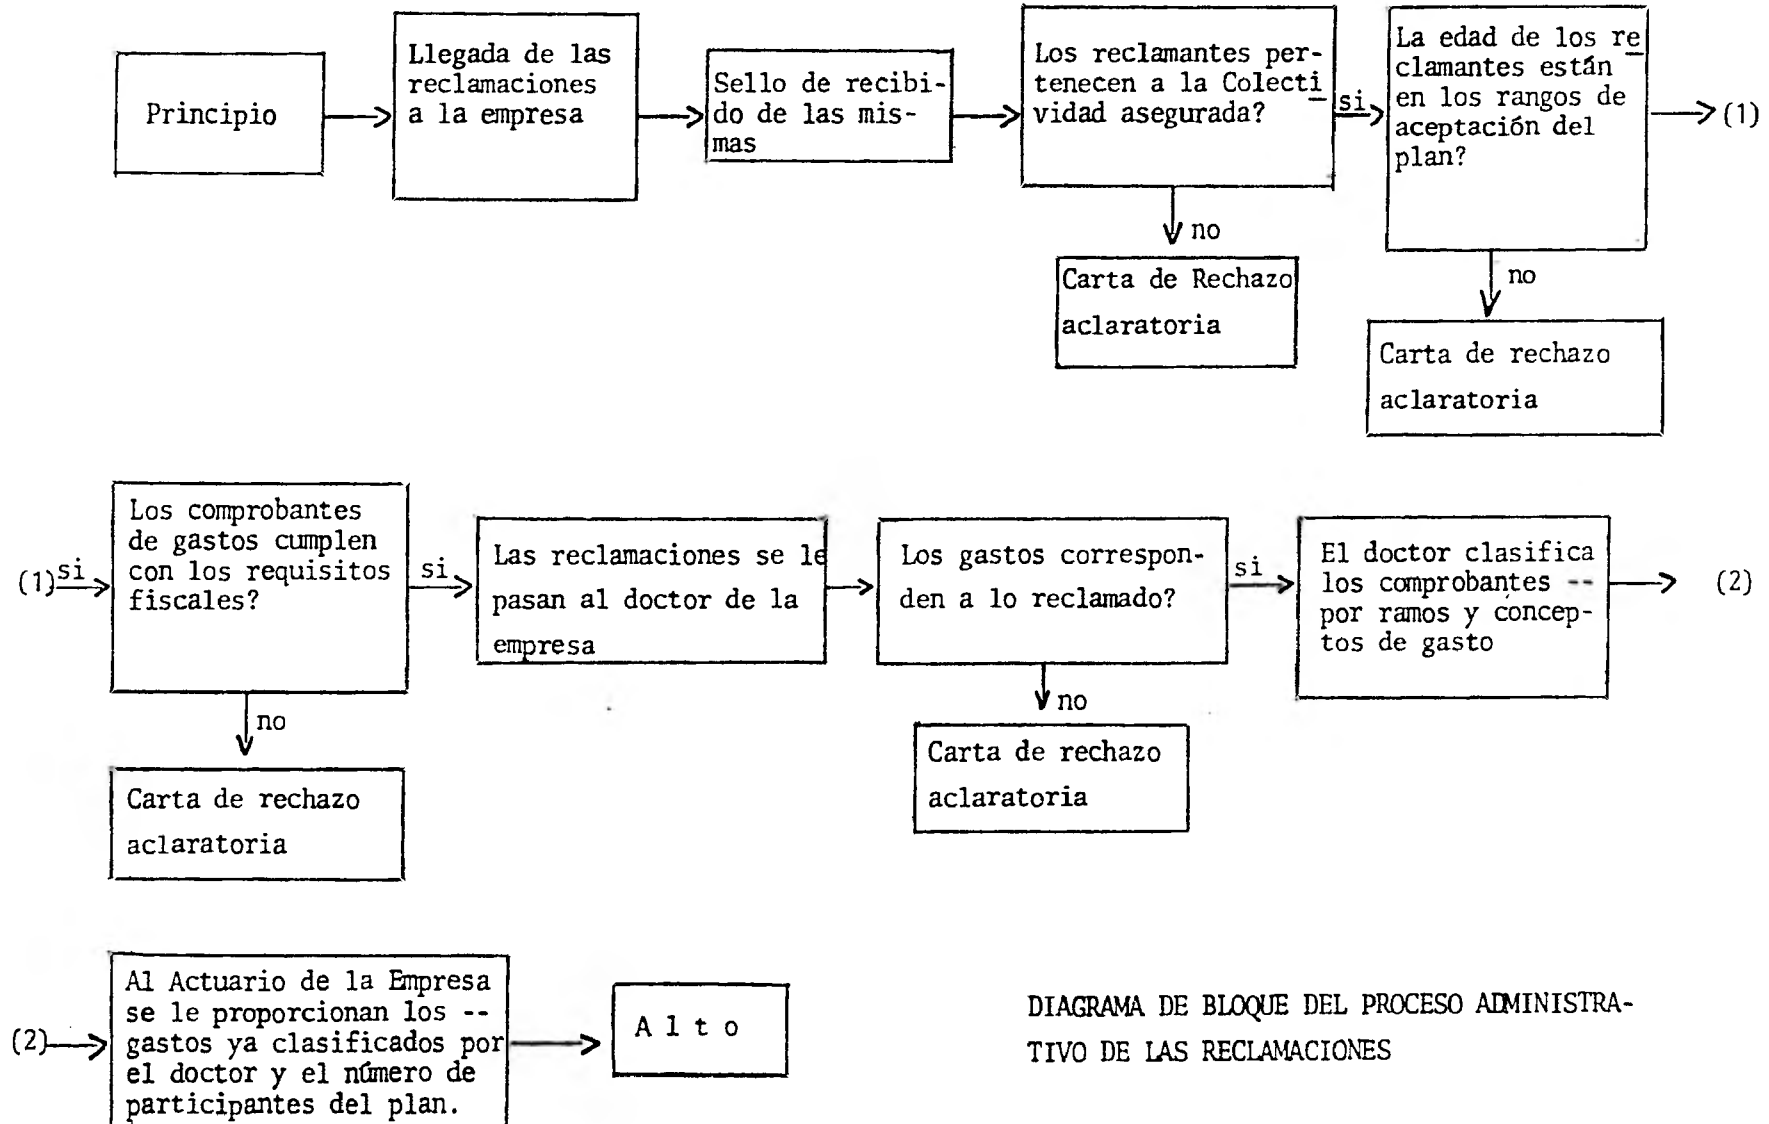 Principio
Llegada de las
reclamaciones
a la empresa
Sello de recibi-
do de las mis-
mas
Los reclamantes per-
tenecen a la Colecti
vidad asegurada?
si
La edad de los re
clamantes están
en los rangos de
aceptación del
plan?
(1)
no
Carta de Rechazo
aclaratoria
no
Carta de rechazo
aclaratoria
(1)
si
Los comprobantes
de gastos cumplen
con los requisitos
fiscales?
si
Las reclamaciones se le
pasan al doctor de la
empresa
Los gastos correspon-
den a lo reclamado?
si
El doctor clasifica
los comprobantes --
por ramos y concep-
tos de gasto
(2)
no
Carta de rechazo
aclaratoria
no
Carta de rechazo
aclaratoria
(2)
Al Actuario de la Empresa
se le proporcionan los --
gastos ya clasificados por
el doctor y el número de
participantes del plan.
A l t o
DIAGRAMA DE BLOQUE DEL PROCESO ADMINISTRA-
TIVO DE LAS RECLAMACIONES